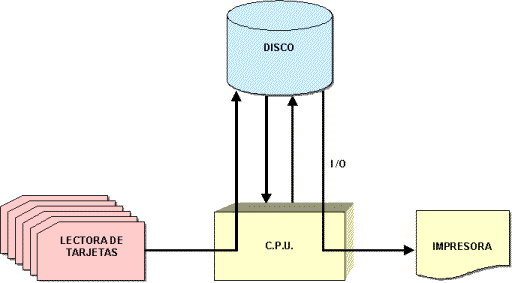 DISCO
I/O
LECTORA DE
TARJETAS
C.P.U.
IMPRESORA